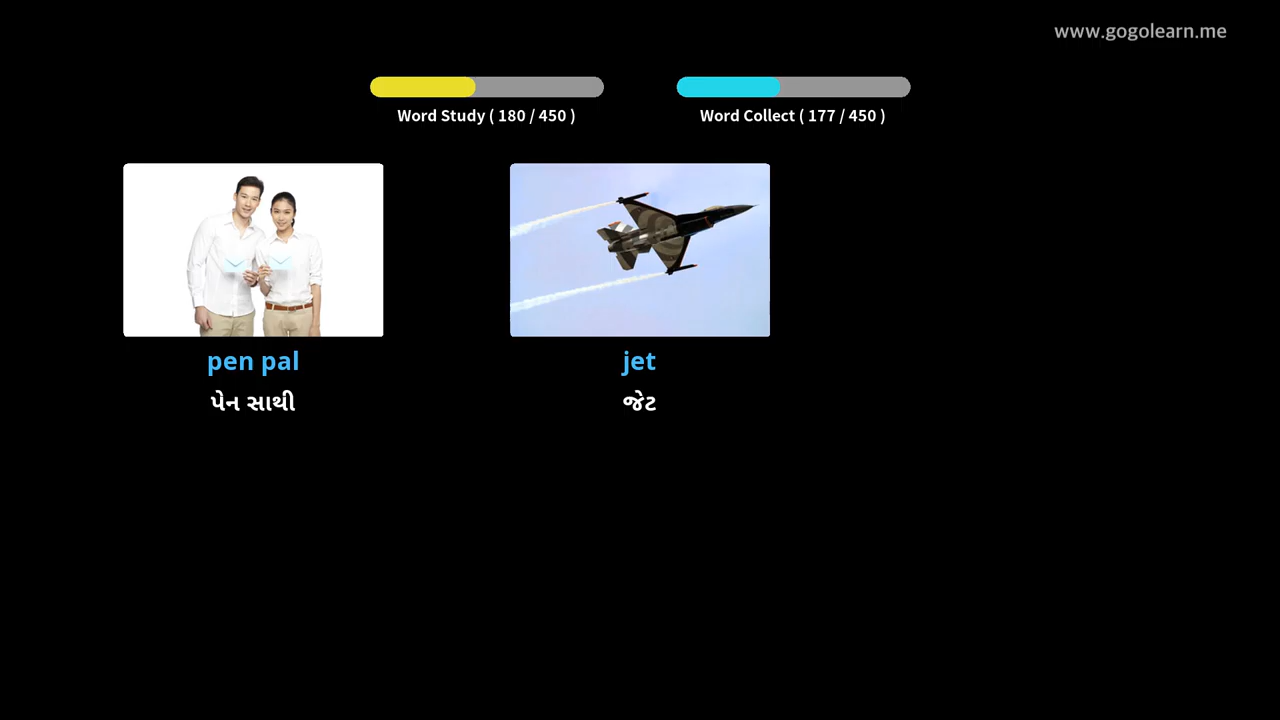 www.gogolearn.me
Word Study ( 180 / 450 )
Word Collect ( 177 / 450 )
pen pal
jet
પેન સાથી
જેટ